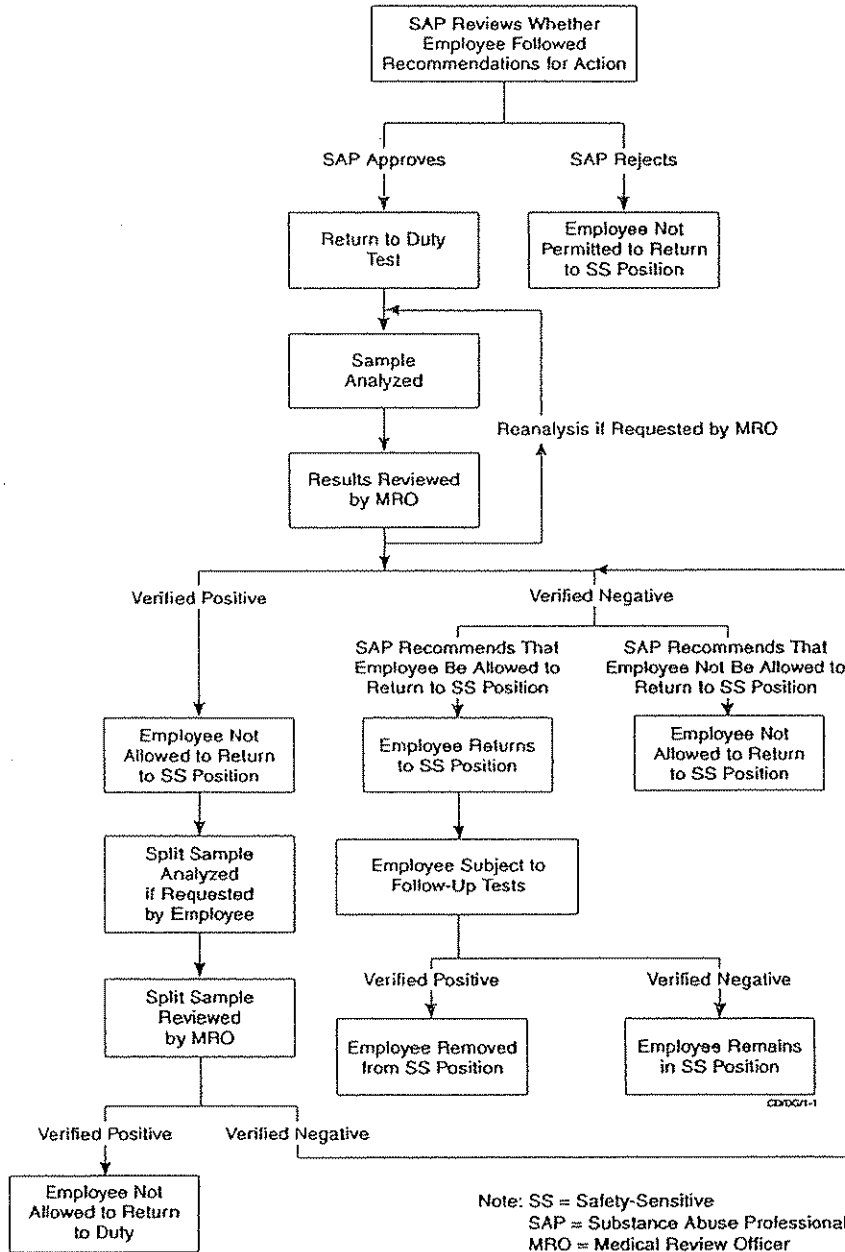 SAP Reviews Whether
Employee Followed
Recommendations for Action
SAP Approves
SAP Rejects
Return to Duty
Test
Employee Not
Permitted to Return
to SS Position
Sample
Analyzed
Reanalysis if Requested by MRO
Results Reviewed
by MRO
Verified Positive
Verified Negative
SAP Recommends That
Employee Be Allowed to
Return to SS Position
SAP Recommends That
Employee Not Be Allowed to
Return to SS Position
Employee Not
Allowed to Return
to SS Position
Employee Returns
to SS Position
Employee Not
Allowed to Return
to SS Position
Split Sample
Analyzed
if Requested
by Employee
Employee Subject to
Follow-Up Tests
Split Sample
Reviewed
by MRO
Verified Positive
Verified Negative
Employee Removed
from SS Position
Employee Remains
in SS Position
Verified Positive
Verified Negative
Employee Not
Allowed to Return
to Duty
Note: SS = Safety-Sensitive
SAP = Substance Abuse Professional
MRO = Medical Review Officer